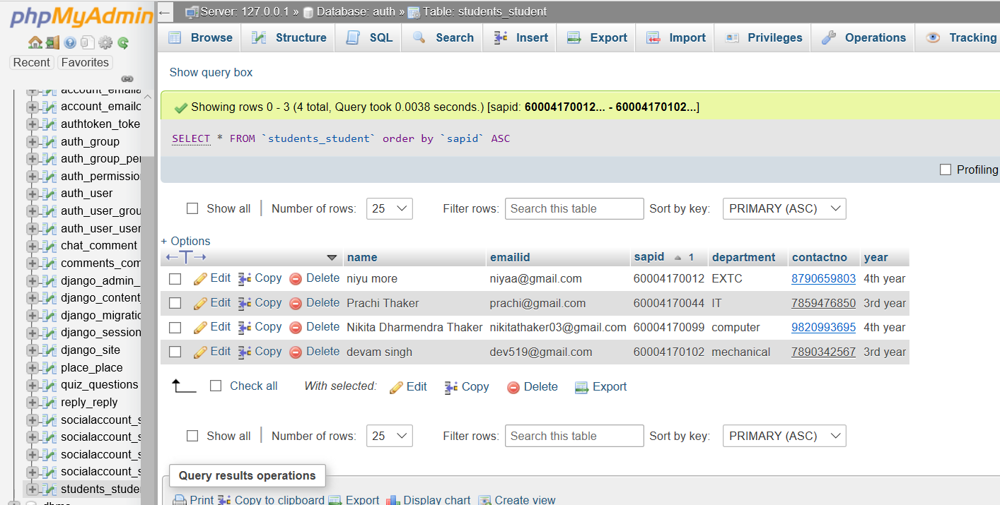 phpMyAdmin
Recent Favorites
account_emailc
authtoken_toke
auth_group
auth_group_per
auth_permission
auth_user
auth_user_grou
auth_user_user
chat_comment
comments_com
django_admin_
django_content_
django_migratio
django_session
django_site
place_place
quiz_questions
reply_reply
socialaccount_s
socialaccount_s
socialaccount_s
socialaccount_s
students_studen
Server: 127.0.0.1 » Database: auth » Table: students_student
Browse Structure SQL Search Insert Export Import Privileges Operations Tracking
Show query box
Showing rows 0 - 3 (4 total, Query took 0.0038 seconds.) [sapid: 60004170012... - 60004170102...]
SELECT * FROM `students_student` order by `sapid` ASC
Profiling
Show all Number of rows: 25 Filter rows: Search this table Sort by key: PRIMARY (ASC)
+ Options
←T→ name emailid sapid 1 department contactno year
Edit Copy Delete niyu more niyaa@gmail.com 60004170012 EXTC 8790659803 4th year
Edit Copy Delete Prachi Thaker prachi@gmail.com 60004170044 IT 7859476850 3rd year
Edit Copy Delete Nikita Dharmendra Thaker nikitathaker03@gmail.com 60004170099 computer 9820993695 4th year
Edit Copy Delete devam singh dev519@gmail.com 60004170102 mechanical 7890342567 3rd year
Check all With selected: Edit Copy Delete Export
Show all Number of rows: 25 Filter rows: Search this table Sort by key: PRIMARY (ASC)
Query results operations
Print Copy to clipboard Export Display chart Create view